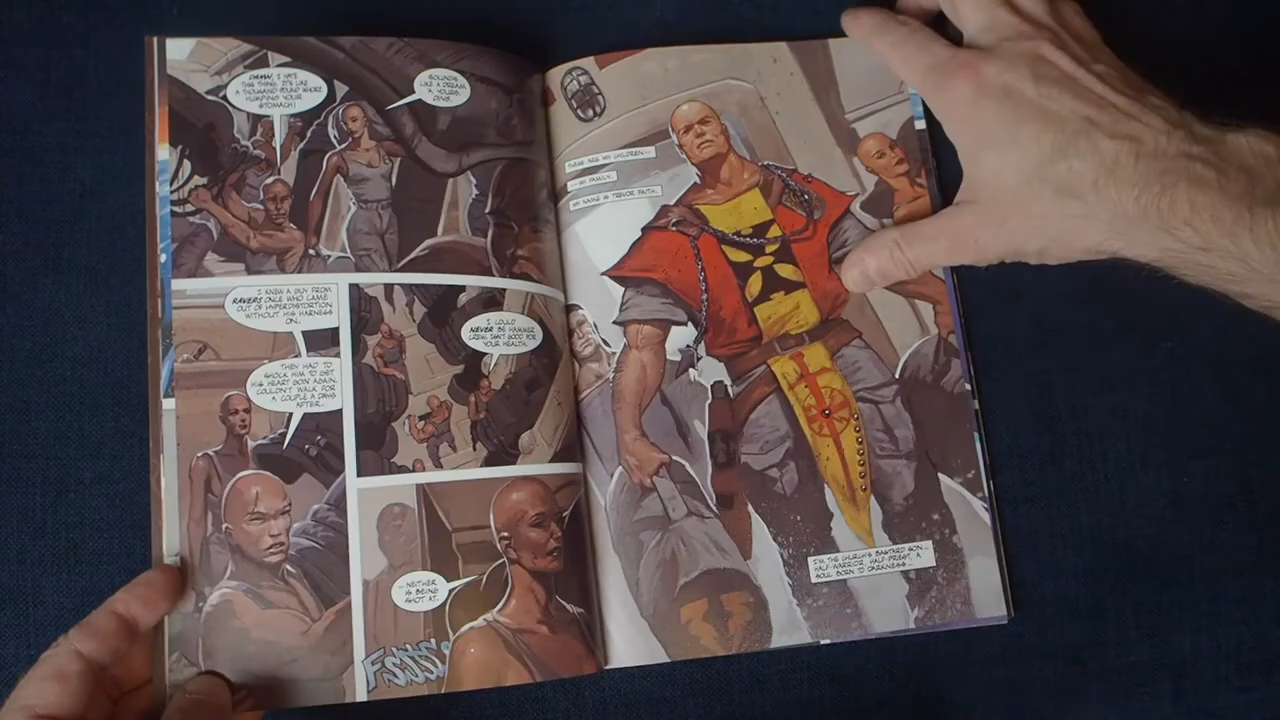 DAMN, I HATE
THIS THING. IT'S LIKE
A THOUSAND POUND WHORE
HUMPING YOUR
STOMACH!
SOUNDS
LIKE A DREAM
A YOURS,
DINS.
I KNEW A GUY FROM
RAVERS ONCE WHO CAME
OUT OF HYPERDISTORTION
WITHOUT HIS HARNESS
ON.
THEY HAD TO
SHOCK HIM TO GET
HIS HEART GOIN AGAIN.
COULDN'T WALK FOR
A COUPLE A DAYS
AFTER.
I COULD
NEVER BE HAMMER
CREW. ISN'T GOOD FOR
YOUR HEALTH.
...NEITHER
IS BEING
SHOT AT.
THESE ARE MY CHILDREN...
...MY FAMILY.
MY NAME IS TREVOR FAITH.
I'M THE CHURCH'S BASTARD SON...
HALF-WARRIOR, HALF-PRIEST, A
SOUL BORN TO DARKNESS...